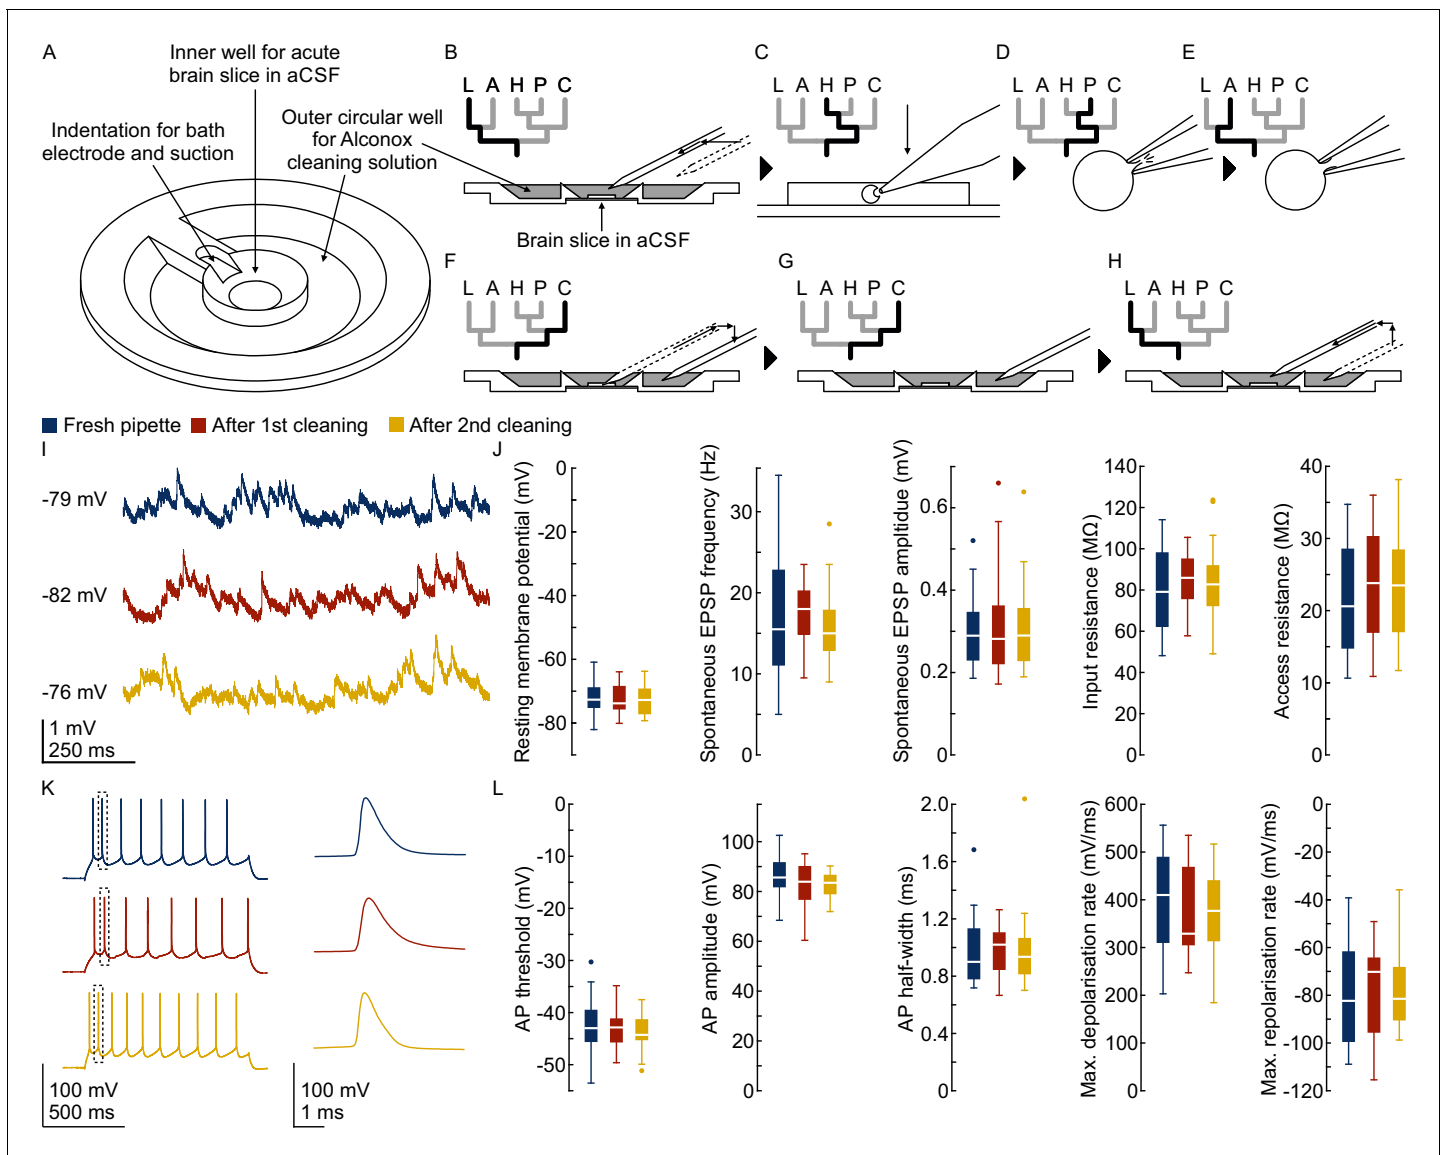 A
Inner well for acute
brain slice in aCSF
Indentation for bath
electrode and suction
Outer circular well
for Alconox
cleaning solution
B
L A H P C
C
L A H P C
D
L A H P C
E
L A H P C
Brain slice in aCSF
F
L A H P C
G
L A H P C
H
L A H P C
Fresh pipette
After 1st cleaning
After 2nd cleaning
I
-79 mV
-82 mV
-76 mV
1 mV
250 ms
J
Resting membrane potential (mV)
0
-20
-40
-60
-80
Spontaneous EPSP frequency (Hz)
30
20
10
0
Spontaneous EPSP ampltidue (mV)
0.6
0.4
0.2
0
Input resistance (MΩ)
140
120
100
80
60
40
20
0
Access resistance (MΩ)
40
30
20
10
0
K
100 mV
500 ms
100 mV
1 ms
L
AP threshold (mV)
0
-10
-20
-30
-40
-50
AP amplitude (mV)
100
80
60
40
20
0
AP half-width (ms)
2.0
1.6
1.2
0.8
0.4
0
Max. depolarisation rate (mV/ms)
600
500
400
300
200
100
0
Max. repolarisation rate (mV/ms)
0
-20
-40
-60
-80
-100
-120